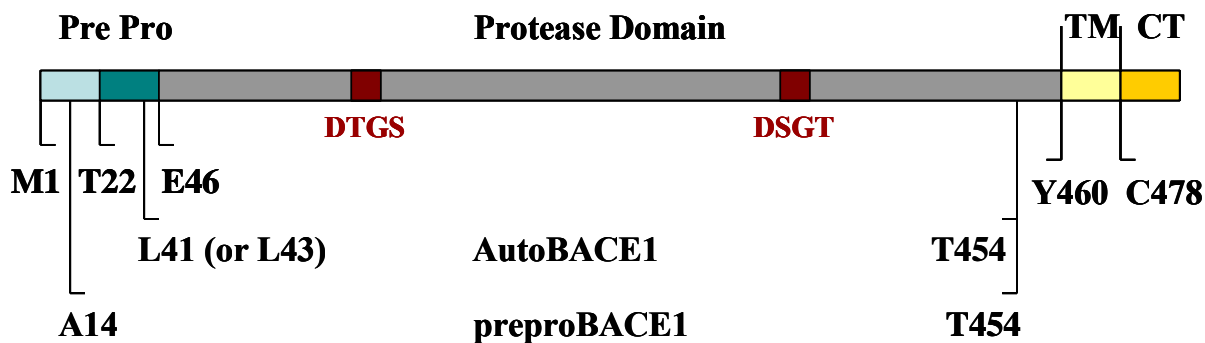 Pre Pro Protease Domain TM CT
DTGS DSGT
M1 T22 E46 Y460 C478
L41 (or L43) AutoBACE1 T454
A14 preproBACE1 T454